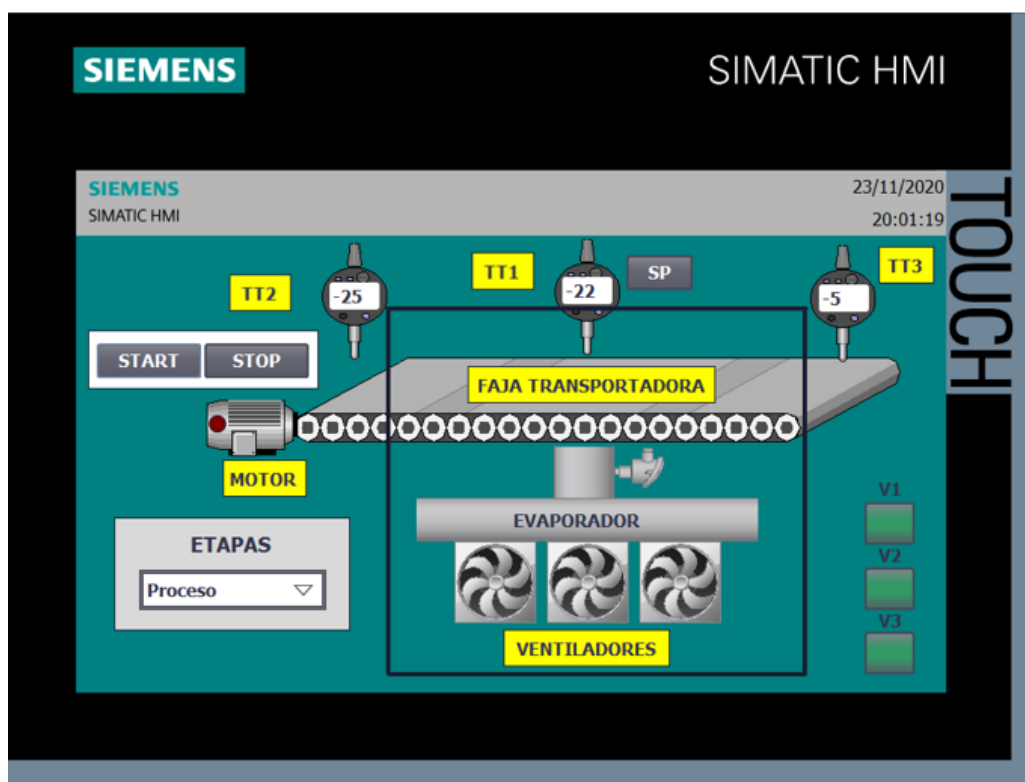 SIEMENS
SIMATIC HMI
TOUCH
SIEMENS
SIMATIC HMI
23/11/2020
20:01:19
TT2
-25
TT1
-22
SP
TT3
-5
START
STOP
FAJA TRANSPORTADORA
MOTOR
EVAPORADOR
ETAPAS
Proceso
VENTILADORES
V1
V2
V3